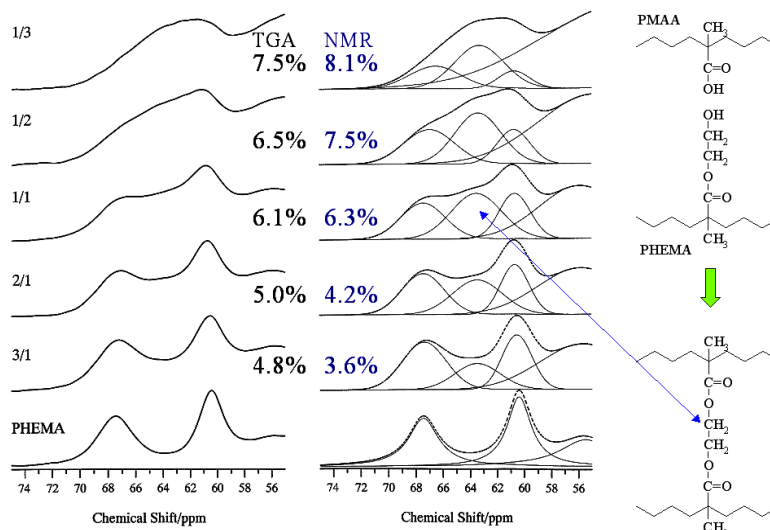 1/3
TGA
7.5%
NMR
8.1%
1/2
6.5%
7.5%
1/1
6.1%
6.3%
2/1
5.0%
4.2%
3/1
4.8%
3.6%
PHEMA
74 72 70 68 66 64 62 60 58 56
Chemical Shift/ppm
74 72 70 68 66 64 62 60 58 56
Chemical Shift/ppm
PMAA
CH3
C=O
OH
OH
CH2
CH2
O
C=O
CH3
PHEMA
CH3
C=O
O
CH2
CH2
O
C=O
CH3